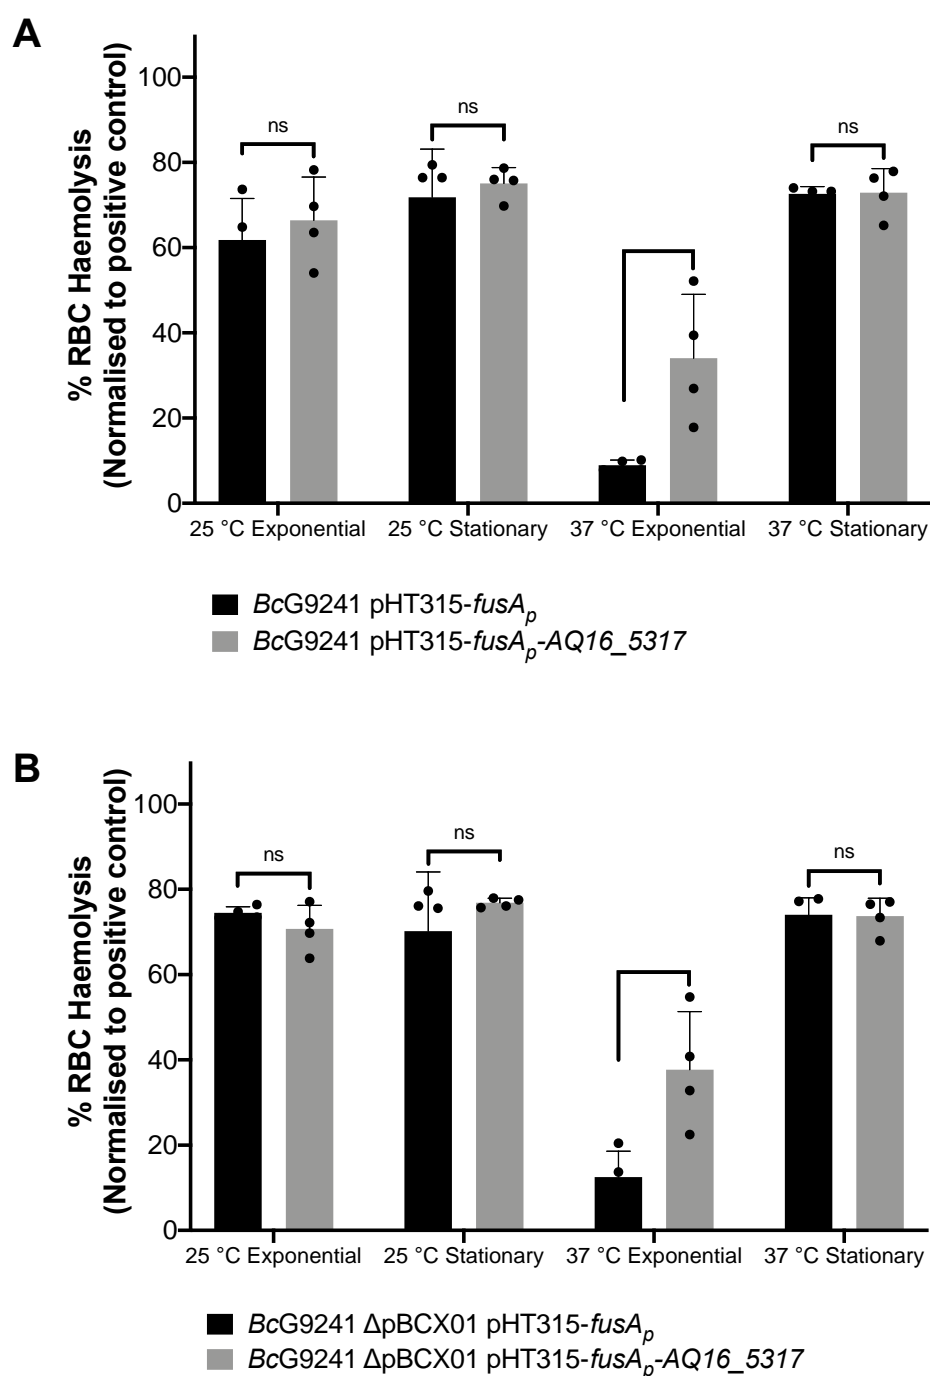 A
% RBC Haemolysis
(Normalised to positive control)
100
80
60
40
20
0
ns
ns
ns
25 °C Exponential
25 °C Stationary
37 °C Exponential
37 °C Stationary
BcG9241 pHT315-fusAp
BcG9241 pHT315-fusAp-AQ16_5317
B
% RBC Haemolysis
(Normalised to positive control)
100
80
60
40
20
0
ns
ns
ns
25 °C Exponential
25 °C Stationary
37 °C Exponential
37 °C Stationary
BcG9241 ΔpBCX01 pHT315-fusAp
BcG9241 ΔpBCX01 pHT315-fusAp-AQ16_5317